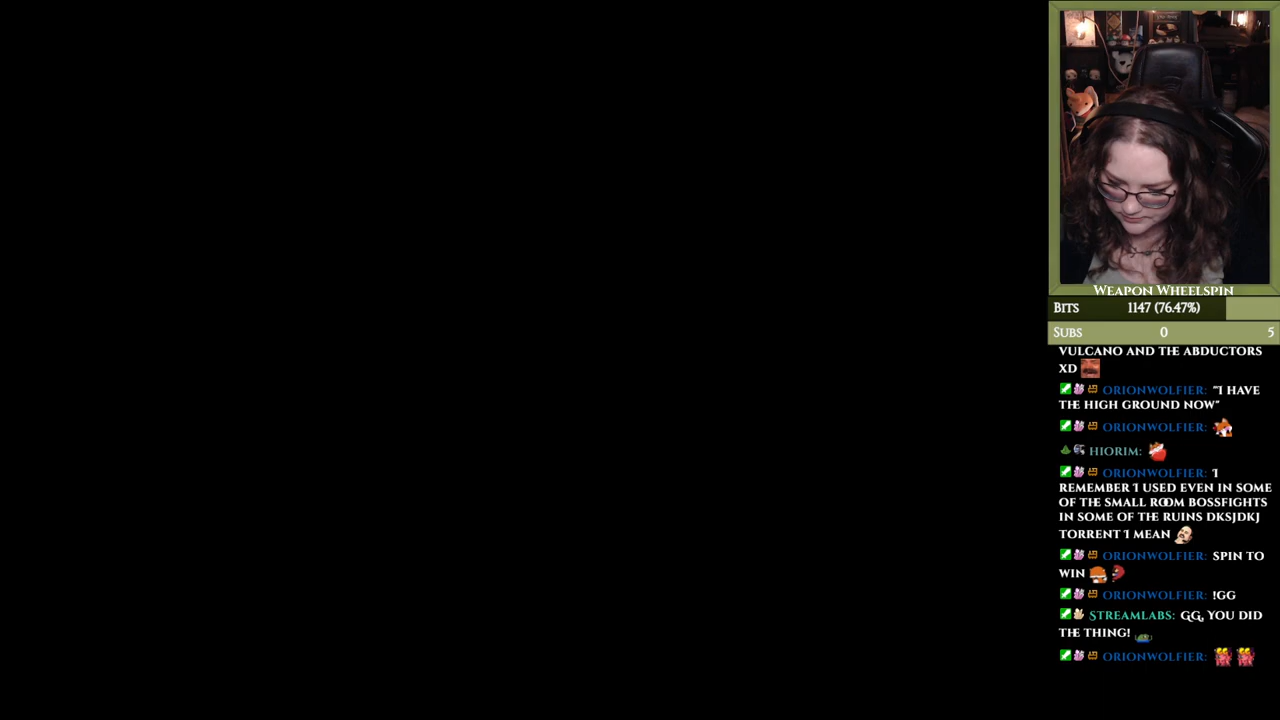 Weapon Wheelspin
Bits 1147 (76.47%)
Subs 0 5
VULCANO AND THE ABDUCTORS
XD
ORIONWOLFIER: "I HAVE
THE HIGH GROUND NOW"
ORIONWOLFIER:
HIORIM:
ORIONWOLFIER: I
REMEMBER I USED EVEN IN SOME
OF THE SMALL ROOM BOSSFIGHTS
IN SOME OF THE RUINS DKSJDKJ
TORRENT I MEAN
ORIONWOLFIER: SPIN TO
WIN
ORIONWOLFIER: !GG
STREAMLABS: GG, YOU DID
THE THING!
ORIONWOLFIER: